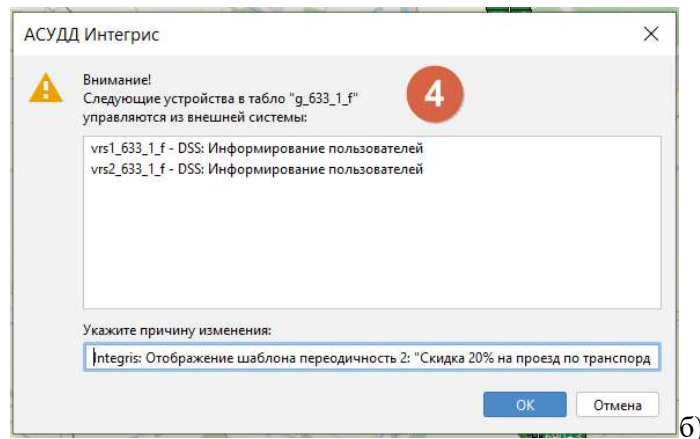 АСУДД Интегрис
Внимание!
Следующие устройства в табло "g_633_1_f"
управляются из внешней системы:
4
vrs1_633_1_f - DSS: Информирование пользователей
vrs2_633_1_f - DSS: Информирование пользователей
Укажите причину изменения:
Integris: Отображение шаблона переодичность 2: "Скидка 20% на проезд по транспорд
ОК Отмена
б)